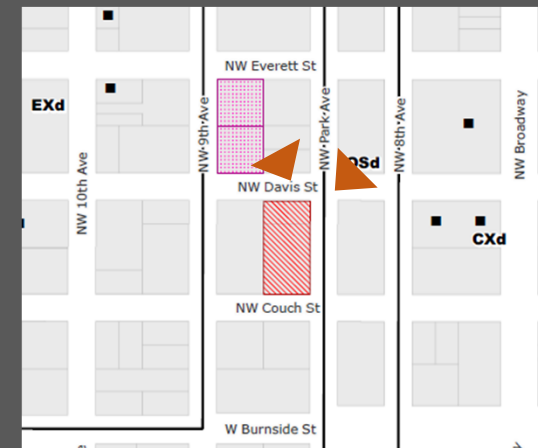 NW Everett St
EXd
NW 9th Ave
NW Park Ave
NW 8th Ave
NW Broadway
OSd
NW 10th Ave
NW Davis St
CXd
NW Couch St
W Burnside St